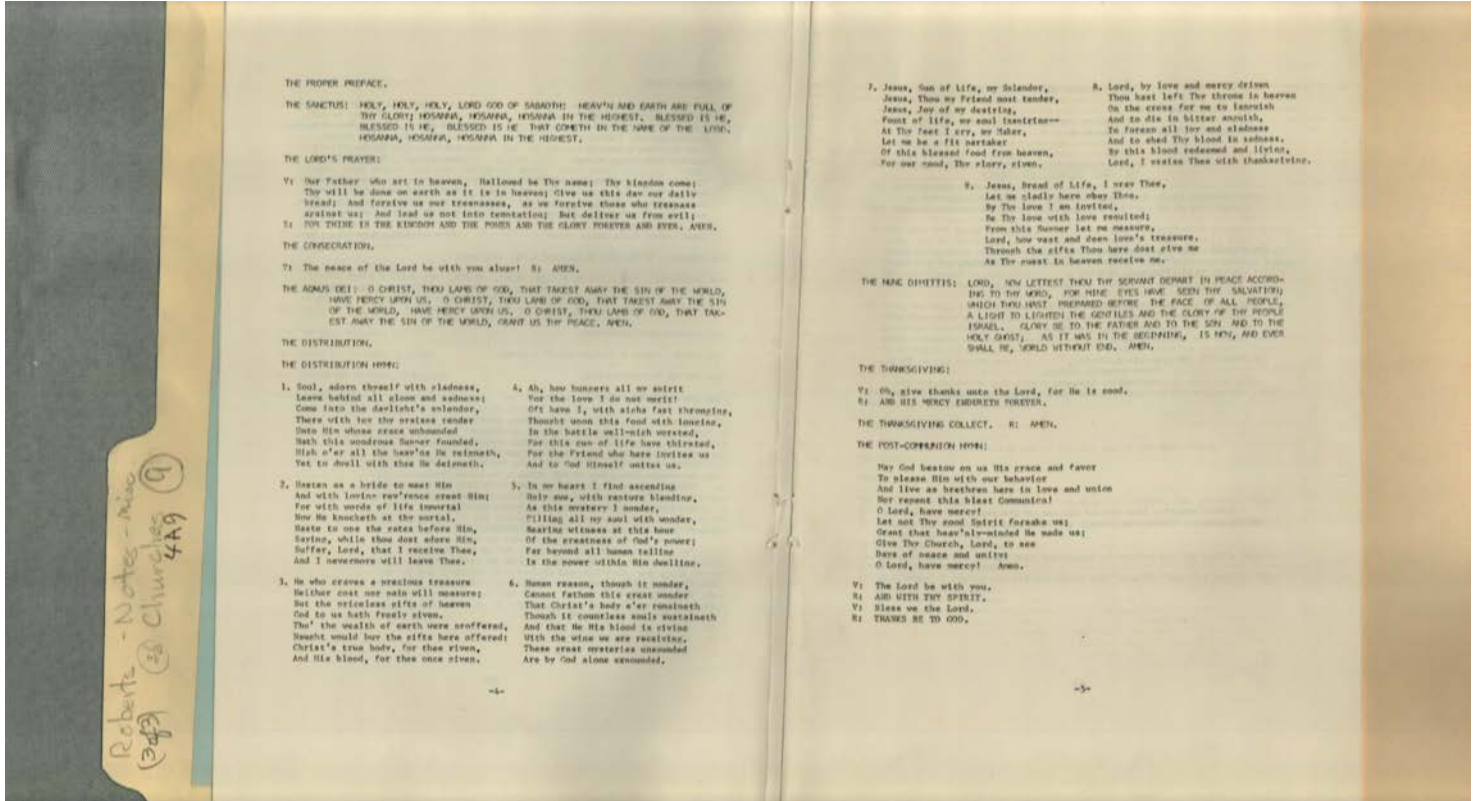 THE PROPER PREFACE.
THE SANCTUS: HOLY, HOLY, HOLY, LORD GOD OF SABAOTH; HEAV'N AND EARTH ARE FULL OF
THY GLORY; HOSANNA, HOSANNA, HOSANNA IN THE HIGHEST. BLESSED IS HE,
BLESSED IS HE, BLESSED IS HE THAT COMETH IN THE NAME OF THE LORD.
HOSANNA, HOSANNA, HOSANNA IN THE HIGHEST.
THE LORD'S PRAYER:
V: Our Father who art in heaven, Hallowed be Thy name; Thy kingdom come;
Thy will be done on earth as it is in heaven; Give us this day our daily
bread; And forgive us our trespasses, as we forgive those who trespass
against us; And lead us not into temptation; But deliver us from evil;
R: FOR THINE IS THE KINGDOM AND THE POWER AND THE GLORY FOREVER AND EVER. AMEN.
THE CONSECRATION.
V: The peace of the Lord be with you alway! R: AMEN.
THE AGNUS DEI: O CHRIST, THOU LAMB OF GOD, THAT TAKEST AWAY THE SIN OF THE WORLD,
HAVE MERCY UPON US. O CHRIST, THOU LAMB OF GOD, THAT TAKEST AWAY THE SIN
OF THE WORLD, HAVE MERCY UPON US. O CHRIST, THOU LAMB OF GOD, THAT TAK-
EST AWAY THE SIN OF THE WORLD, GRANT US THY PEACE. AMEN.
THE DISTRIBUTION.
THE DISTRIBUTION HYMN:
1. Soul, adorn thyself with gladness,
Leave behind all gloom and sadness;
Come into the daylight's splendor,
There with joy thy praises render
Unto Him whose grace unbounded
Hath this wondrous Supper founded.
High o'er all the heav'ns He reigneth,
Yet to dwell with thee He deigneth.
2. Hasten as a bride to meet Him
And with loving rev'rence greet Him;
For with words of life immortal
Now He knocketh at thy portal.
Haste to ope the gates before Him,
Saying, while thou dost adore Him,
Suffer, Lord, that I receive Thee,
And I nevermore will leave Thee.
3. He who craves a precious treasure
Neither cost nor pain will measure;
But the priceless gifts of heaven
God to us hath freely given.
Tho' the wealth of earth were proffered,
Naught would buy the gifts here offered:
Christ's true body, for thee riven,
And His blood, for thee once given.
4. Ah, how hungers all my spirit
For the love I do not merit!
Oft have I, with sighs fast thronging,
Thought upon this food with longing,
In the battle well-nigh worsted,
For this cup of life have thirsted,
For the Friend who here invites us
And to God Himself unites us.
5. In my heart I find ascending
Holy awe, with rapture blending,
As this mystery I ponder,
Filling all my soul with wonder,
Bearing witness at this hour
Of the greatness of God's power;
Far beyond all human telling
Is the power within Him dwelling.
6. Human reason, though it ponder,
Cannot fathom this great wonder
That Christ's body e'er remaineth
Though it countless souls sustaineth
And that He His blood is giving
With the wine we are receiving.
These great mysteries unsounded
Are by God alone expounded.
-4-
7. Jesus, Sun of Life, my Splendor,
Jesus, Thou my Friend most tender,
Jesus, Joy of my desiring,
Fount of life, my soul inspiring--
At Thy feet I cry, my Maker,
Let me be a fit partaker
Of this blessed food from heaven,
For our good, Thy glory, given.
8. Lord, by love and mercy driven
Thou hast left Thy throne in heaven
On the cross for me to languish
And to die in bitter anguish,
To forego all joy and gladness
And to shed Thy blood in sadness.
By this blood redeemed and living,
Lord, I praise Thee with thanksgiving.
9. Jesus, Bread of Life, I pray Thee,
Let me gladly here obey Thee.
By Thy love I am invited,
Be Thy love with love requited;
From this Supper let me measure,
Lord, how vast and deep love's treasure.
Through the gifts Thou here dost give me
As Thy guest in heaven receive me.
THE NUNC DIMITTIS: LORD, NOW LETTEST THOU THY SERVANT DEPART IN PEACE ACCORD-
ING TO THY WORD, FOR MINE EYES HAVE SEEN THY SALVATION;
WHICH THOU HAST PREPARED BEFORE THE FACE OF ALL PEOPLE,
A LIGHT TO LIGHTEN THE GENTILES AND THE GLORY OF THY PEOPLE
ISRAEL. GLORY BE TO THE FATHER AND TO THE SON AND TO THE
HOLY GHOST; AS IT WAS IN THE BEGINNING, IS NOW, AND EVER
SHALL BE, WORLD WITHOUT END. AMEN.
THE THANKSGIVING:
V: Oh, give thanks unto the Lord, for He is good.
R: AND HIS MERCY ENDURETH FOREVER.
THE THANKSGIVING COLLECT. R: AMEN.
THE POST-COMMUNION HYMN:
May God bestow on us His grace and favor
To please Him with our behavior
And live as brethren here in love and union
Nor repent this blest Communion!
O Lord, have mercy!
Let not Thy good Spirit forsake us;
Grant that heav'nly-minded He made us;
Give Thy Church, Lord, to see
Days of peace and unity:
O Lord, have mercy! Amen.
V: The Lord be with you.
R: AND WITH THY SPIRIT.
V: Bless we the Lord.
R: THANKS BE TO GOD.
-5-
Roberts - Notes - misc
(3 of 3) Churches 9
4A9